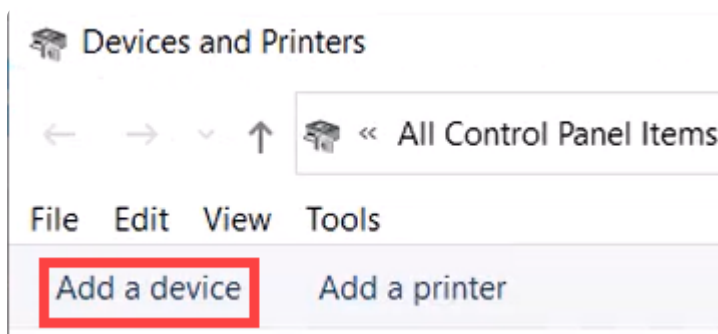 Devices and Printers
« All Control Panel Items
File Edit View Tools
Add a device Add a printer